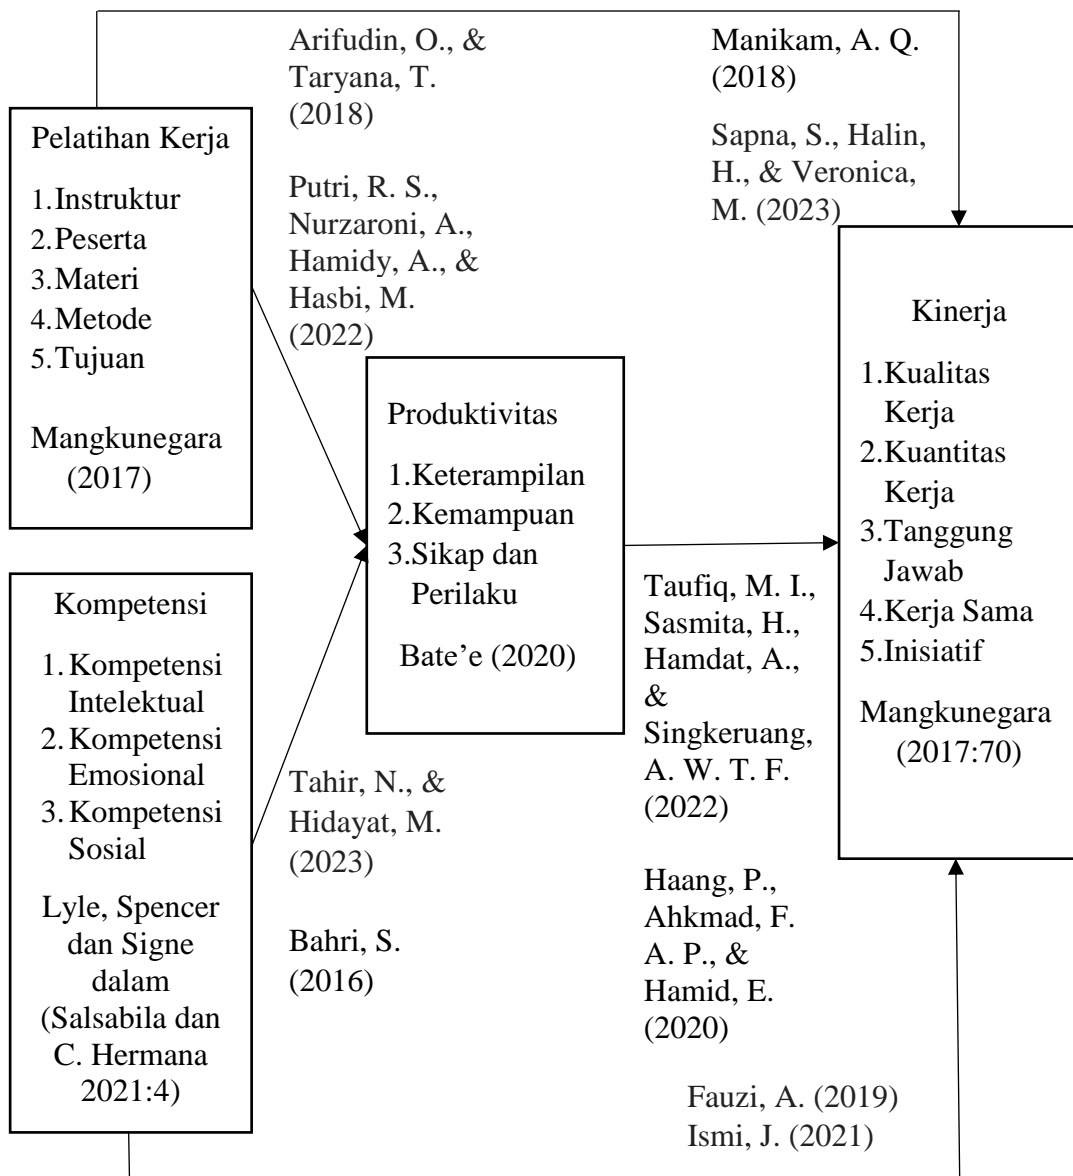 Arifudin, O., &
Taryana, T.
(2018)
Manikam, A. Q.
(2018)
Pelatihan Kerja
1.Instruktur
2.Peserta
3.Materi
4.Metode
5.Tujuan
Mangkunegara
(2017)
Putri, R. S.,
Nurzaroni, A.,
Hamidy, A., &
Hasbi, M.
(2022)
Sapna, S., Halin,
H., & Veronica,
M. (2023)
Produktivitas
1.Keterampilan
2.Kemampuan
3.Sikap dan
Perilaku
Bate’e (2020)
Kinerja
1.Kualitas
Kerja
2.Kuantitas
Kerja
3.Tanggung
Jawab
4.Kerja Sama
5.Inisiatif
Mangkunegara
(2017:70)
Kompetensi
1. Kompetensi
Intelektual
2. Kompetensi
Emosional
3. Kompetensi
Sosial
Lyle, Spencer
dan Signe
dalam
(Salsabila dan
C. Hermana
2021:4)
Tahir, N., &
Hidayat, M.
(2023)
Bahri, S.
(2016)
Taufiq, M. I.,
Sasmita, H.,
Hamdat, A.,
&
Singkeruang,
A. W. T. F.
(2022)
Haang, P.,
Ahkmad, F.
A. P., &
Hamid, E.
(2020)
Fauzi, A. (2019)
Ismi, J. (2021)